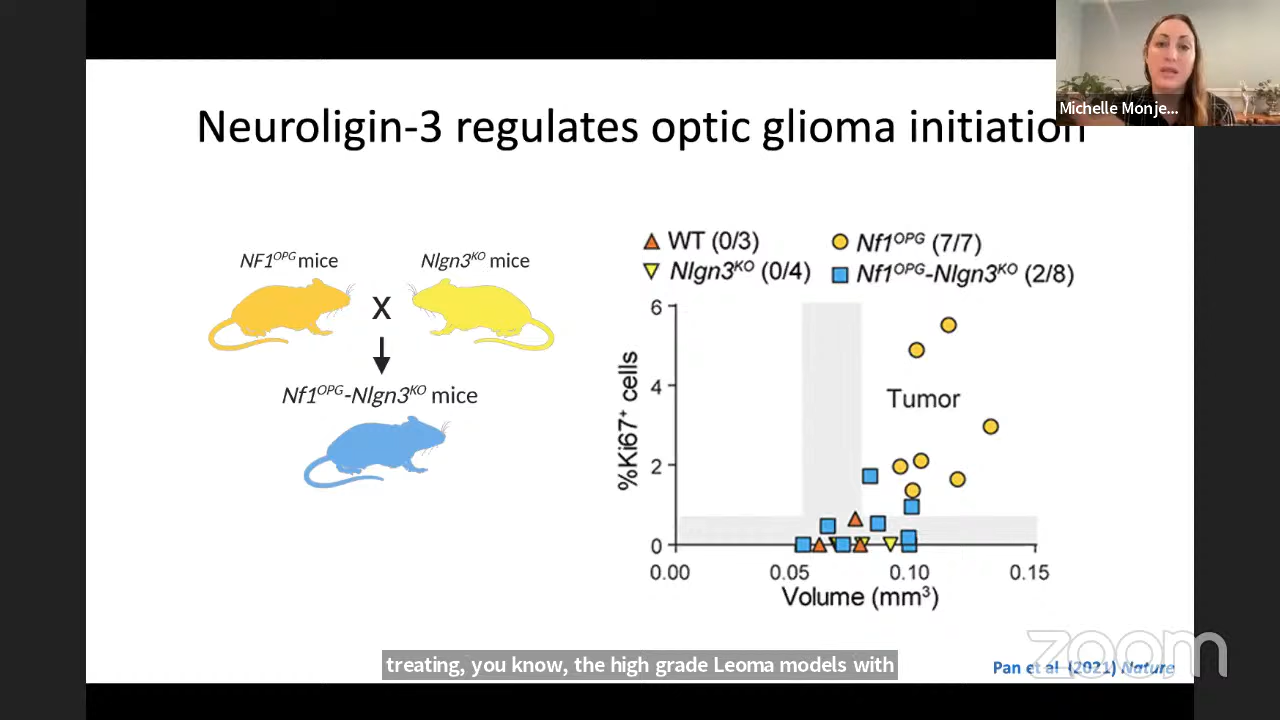 Neuroligin-3 regulates optic glioma initiation
Michelle Monje...
NF1OPG mice
Nlgn3KO mice
X
Nf1OPG-Nlgn3KO mice
WT (0/3)
Nf1OPG (7/7)
Nlgn3KO (0/4)
Nf1OPG-Nlgn3KO (2/8)
6
4
2
0
%Ki67+ cells
Tumor
0.00
0.05
0.10
0.15
Volume (mm3)
treating, you know, the high grade Leoma models with
zoom
Pan et al (2021) Nature